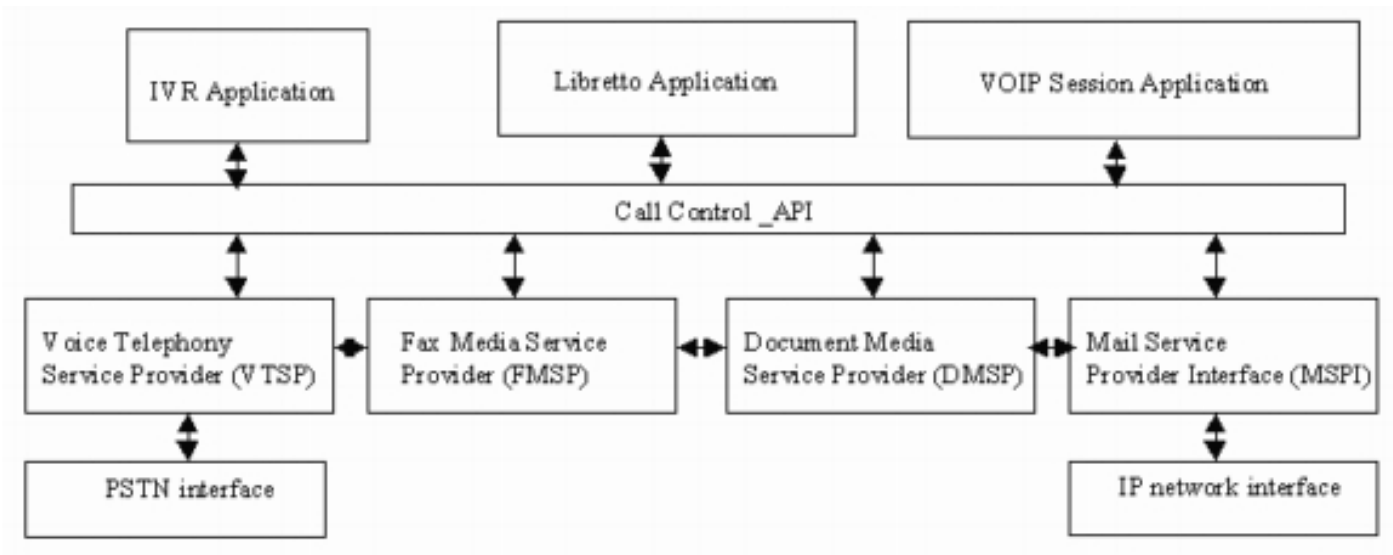 IVR Application
Libretto Application
VOIP Session Application
Call Control _API
Voice Telephony
Service Provider (VTSP)
Fax Media Service
Provider (FMSP)
Document Media
Service Provider (DMSP)
Mail Service
Provider Interface (MSPI)
PSTN interface
IP network interface